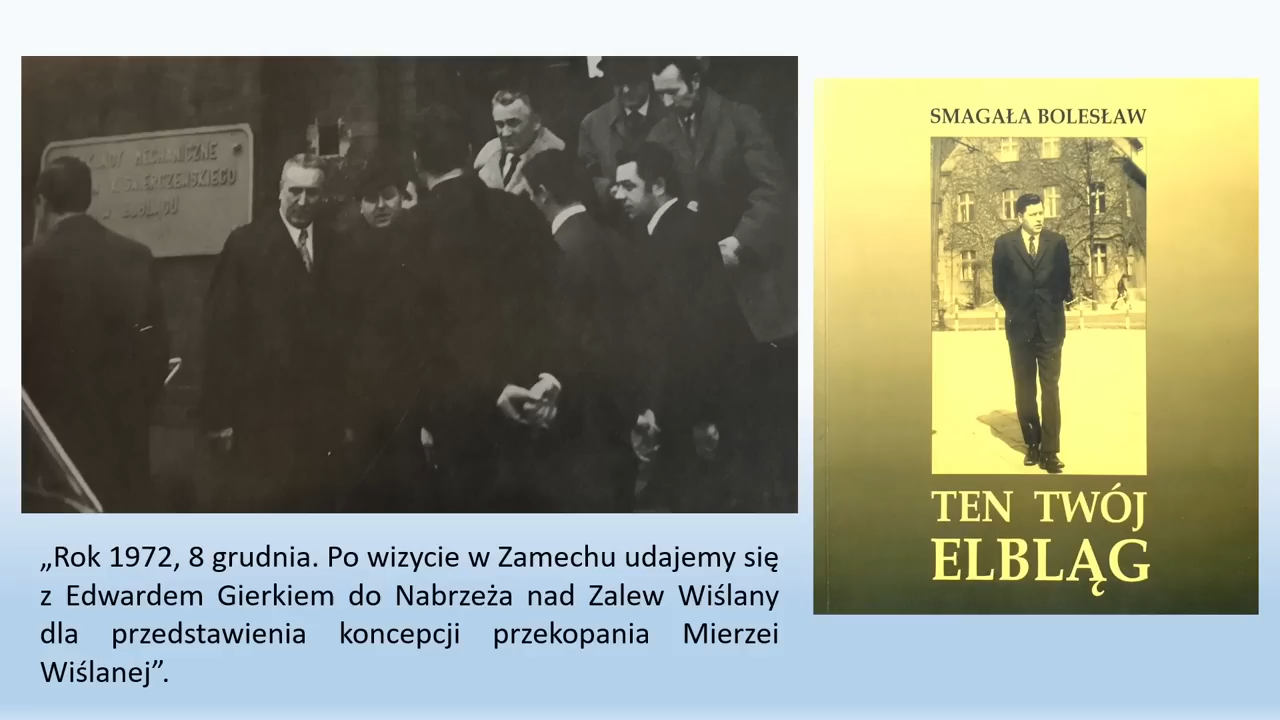 MECHANICZNE
SMAGAŁA BOLESŁAW
TEN TWÓJ
ELBLĄG
„Rok 1972, 8 grudnia. Po wizycie w Zamechu udajemy się
z Edwardem Gierkiem do Nabrzeża nad Zalew Wiślany
dla przedstawienia koncepcji przekopania Mierzei
Wiślanej”.